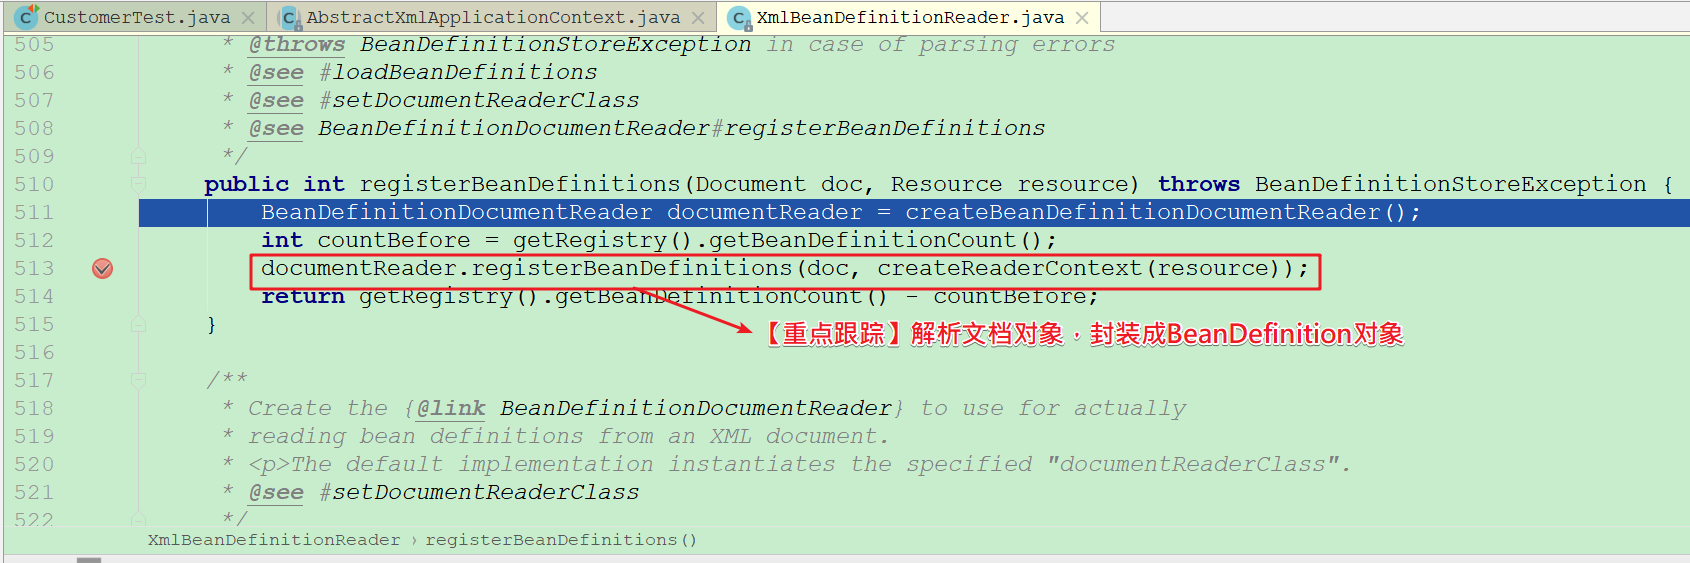 CustomerTest.java AbstractXmlApplicationContext.java XmlBeanDefinitionReader.java
505 * @throws BeanDefinitionStoreException in case of parsing errors
506 * @see #loadBeanDefinitions
507 * @see #setDocumentReaderClass
508 * @see BeanDefinitionDocumentReader#registerBeanDefinitions
509 */
510 public int registerBeanDefinitions(Document doc, Resource resource) throws BeanDefinitionStoreException {
511 BeanDefinitionDocumentReader documentReader = createBeanDefinitionDocumentReader();
512 int countBefore = getRegistry().getBeanDefinitionCount();
513 documentReader.registerBeanDefinitions(doc, createReaderContext(resource));
514 return getRegistry().getBeanDefinitionCount() - countBefore;
515 }
【重点跟踪】解析文档对象，封装成BeanDefinition对象
516
517 /**
518 * Create the {@link BeanDefinitionDocumentReader} to use for actually
519 * reading bean definitions from an XML document.
520 * <p>The default implementation instantiates the specified "documentReaderClass".
521 * @see #setDocumentReaderClass
522 */
XmlBeanDefinitionReader › registerBeanDefinitions()